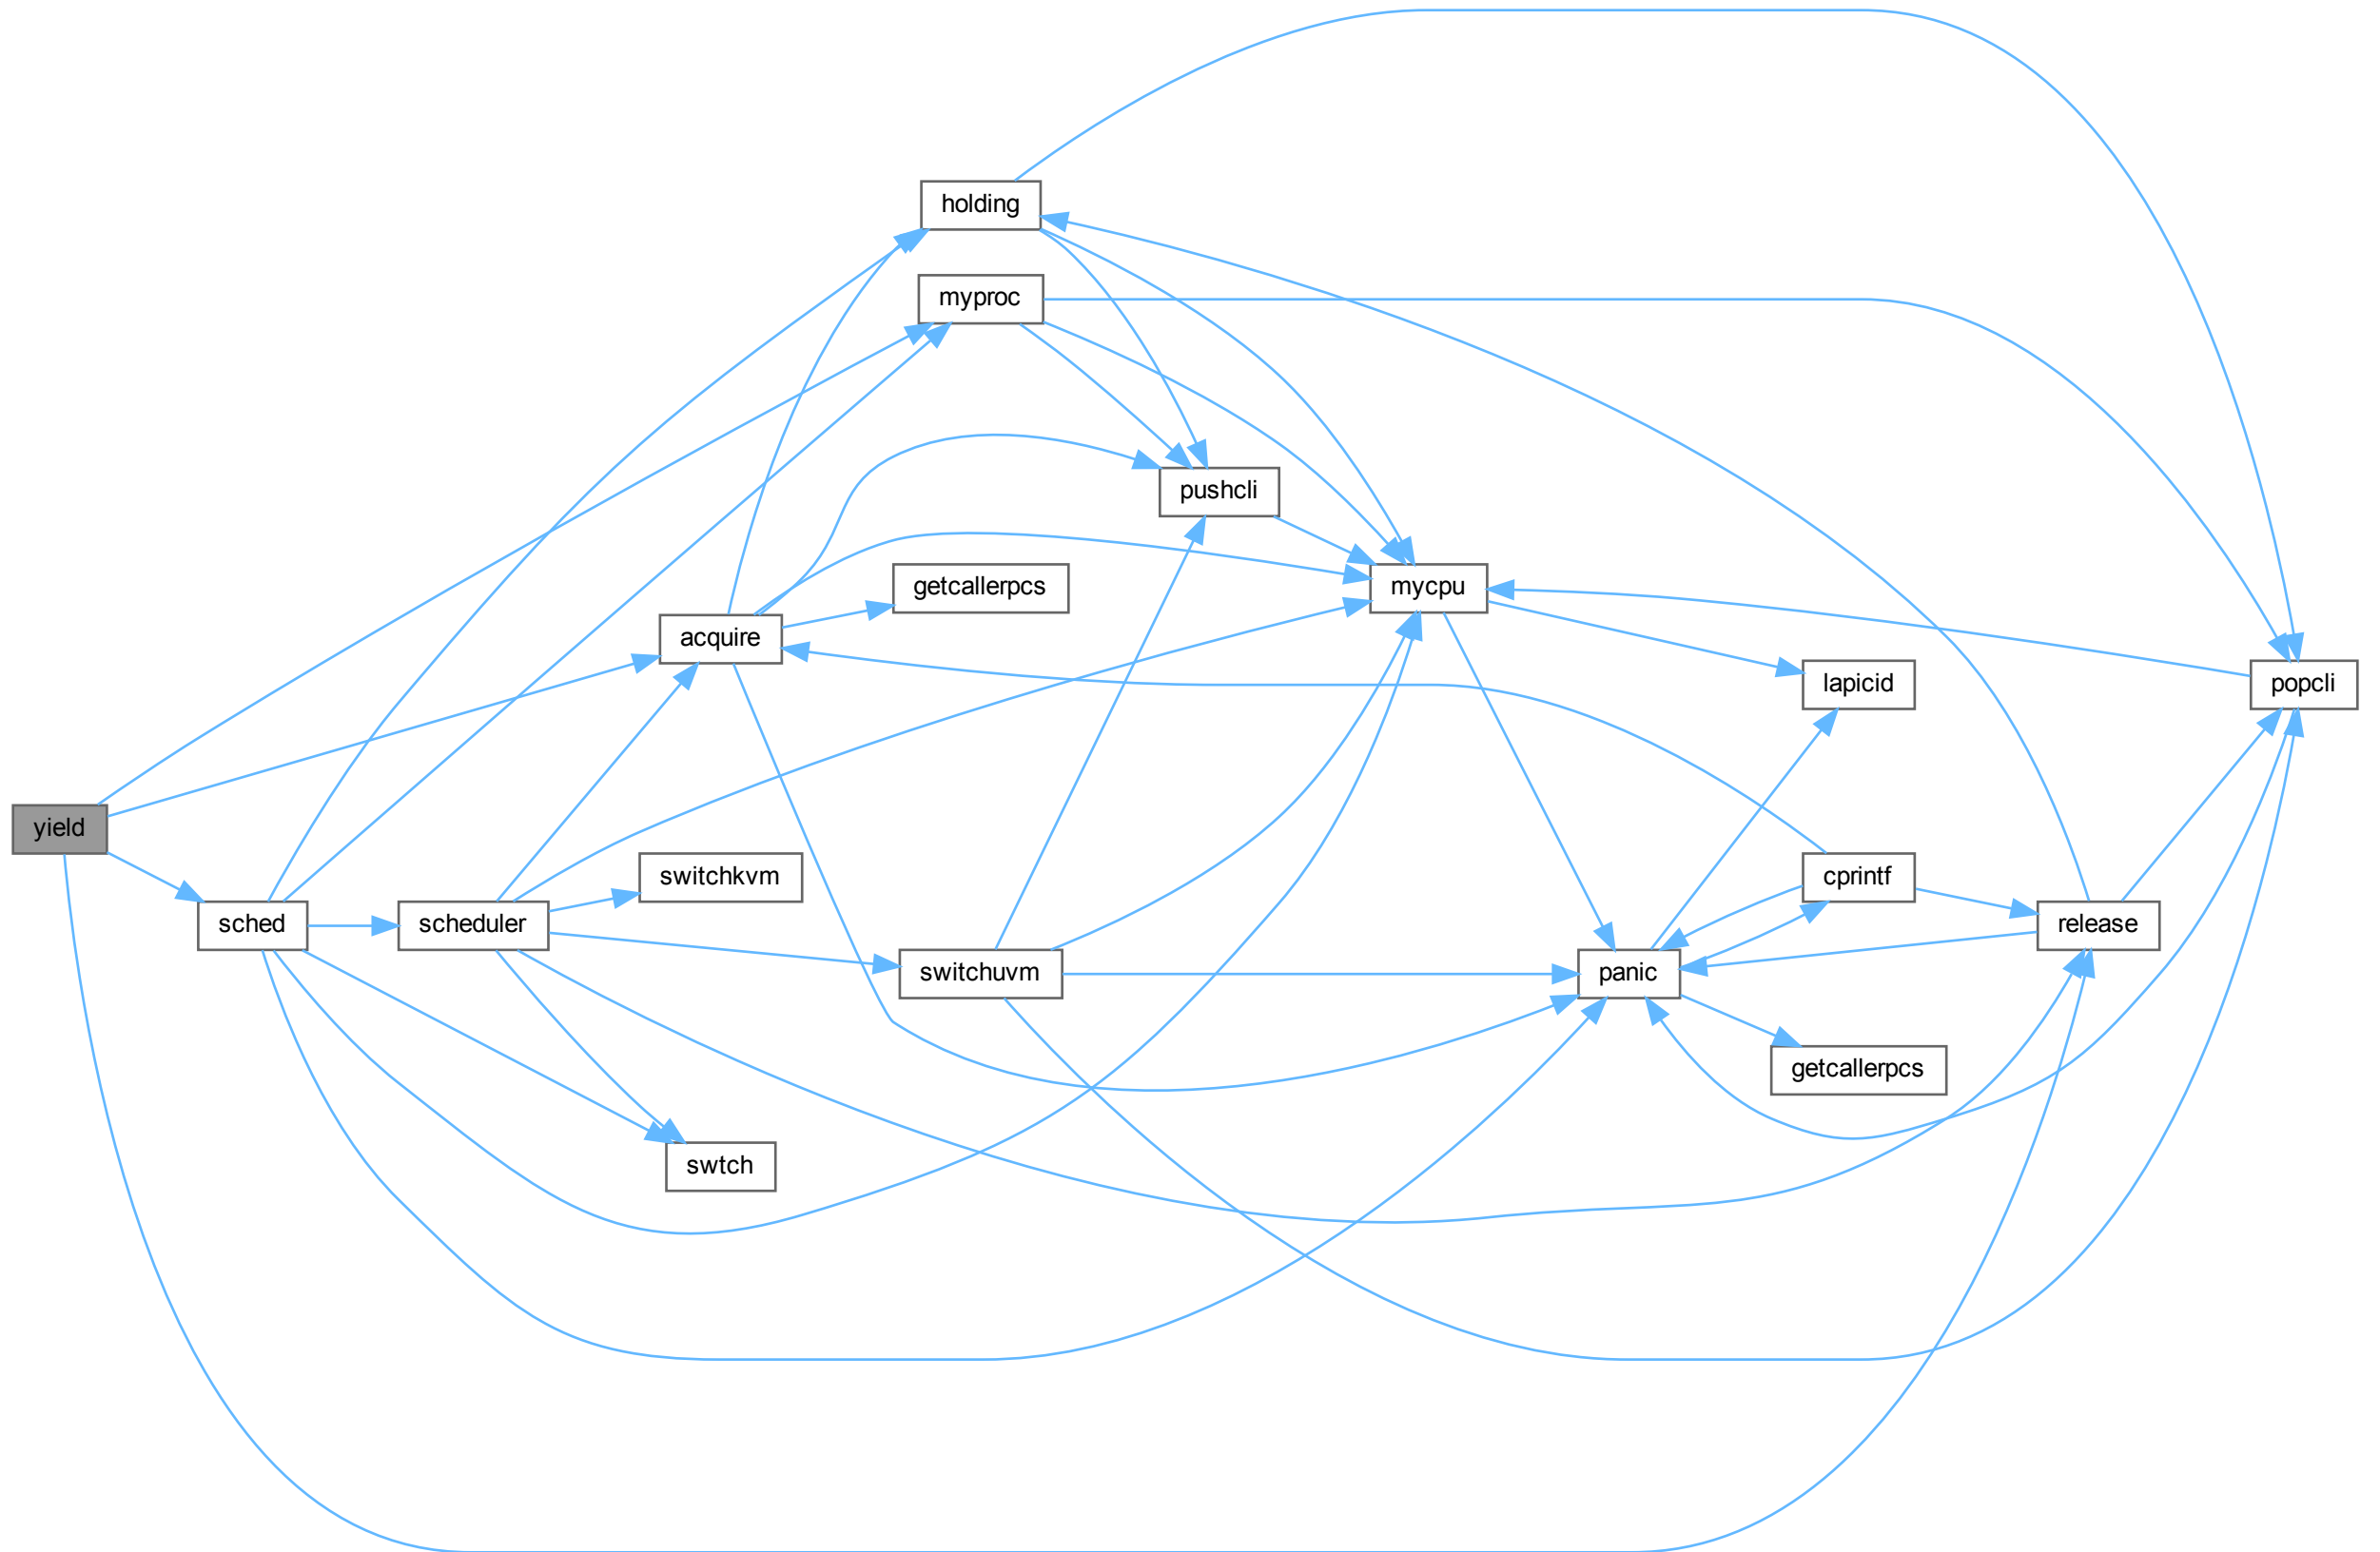 holding
myproc
pushcli
getcallerpcs
mycpu
acquire
lapicid
popcli
yield
switchkvm
cprintf
sched
scheduler
release
switchuvm
panic
getcallerpcs
swtch